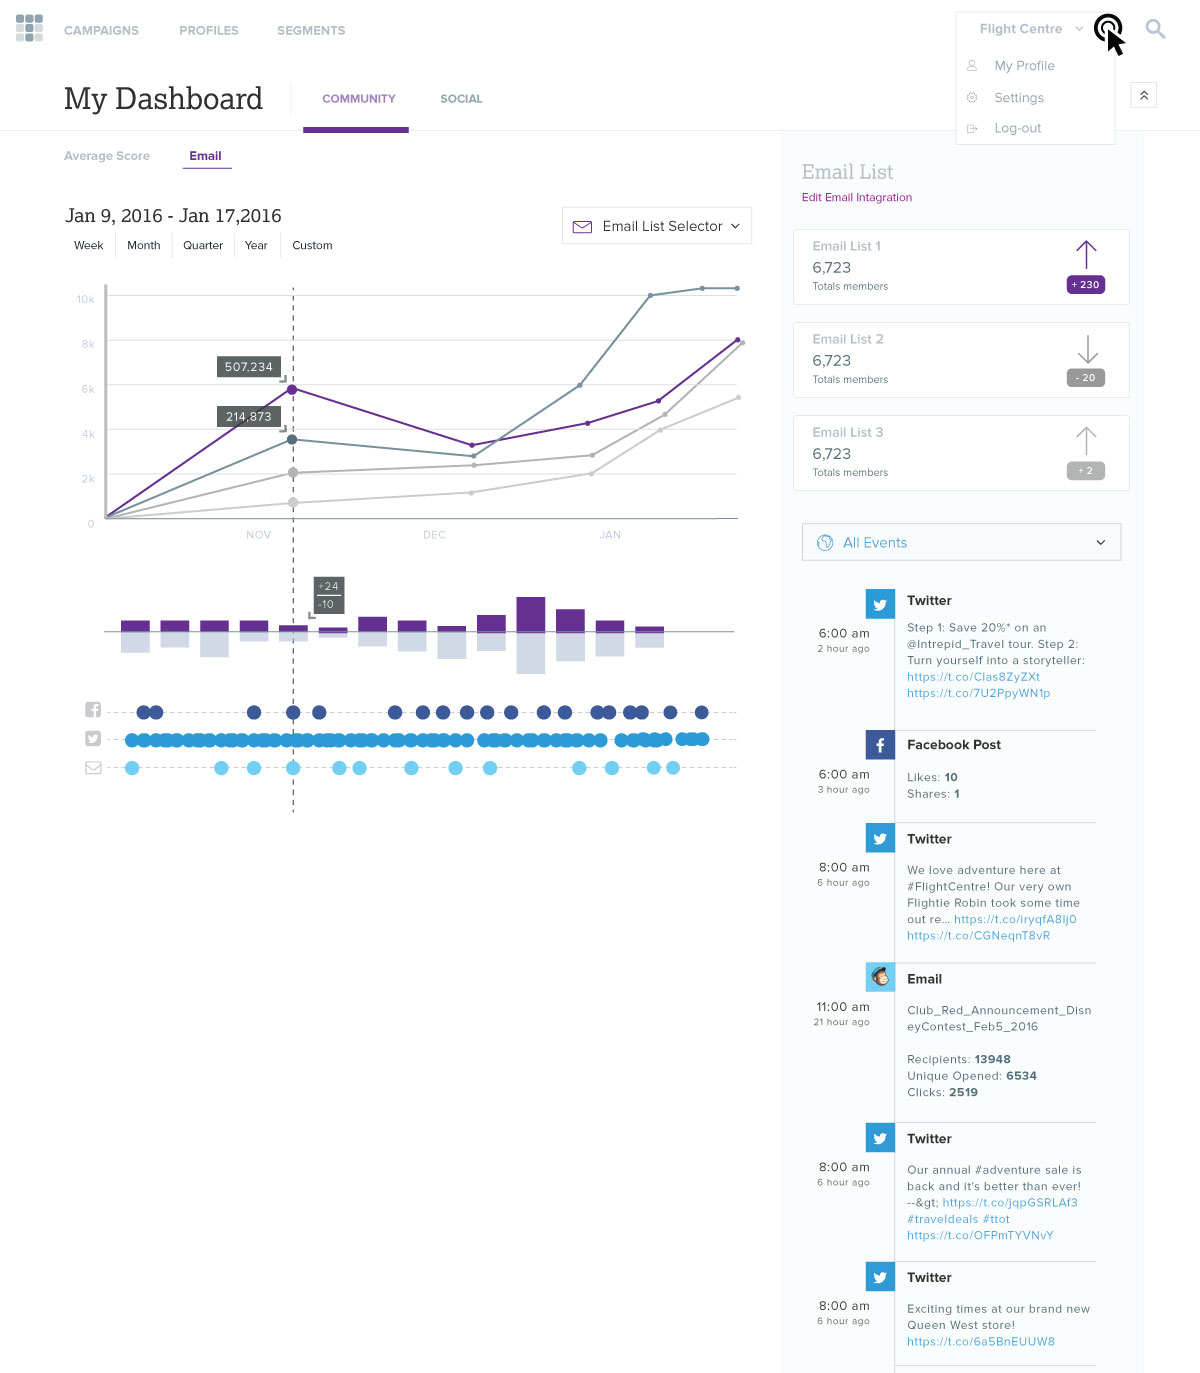 CAMPAIGNS
PROFILES
SEGMENTS
Flight Centre
My Profile
Settings
Log-out
My Dashboard
COMMUNITY
SOCIAL
Average Score
Email
Jan 9, 2016 - Jan 17,2016
Email List Selector
Week
Month
Quarter
Year
Custom
10k
8k
6k
4k
2k
0
507,234
214,873
NOV
DEC
JAN
+24
-10
Email List
Edit Email Intagration
Email List 1
6,723
Totals members
+ 230
Email List 2
6,723
Totals members
- 20
Email List 3
6,723
Totals members
+ 2
All Events
Twitter
6:00 am
2 hour ago
Step 1: Save 20%* on an
@Intrepid_Travel tour. Step 2:
Turn yourself into a storyteller:
https://t.co/CIas8ZyZXt
https://t.co/7U2PpyWN1p
Facebook Post
6:00 am
3 hour ago
Likes: 10
Shares: 1
Twitter
8:00 am
6 hour ago
We love adventure here at
#FlightCentre! Our very own
Flightie Robin took some time
out re... https://t.co/iryqfA8Ij0
https://t.co/CGNeqnT8vR
Email
11:00 am
21 hour ago
Club_Red_Announcement_Disn
eyContest_Feb5_2016
Recipients: 13948
Unique Opened: 6534
Clicks: 2519
Twitter
8:00 am
6 hour ago
Our annual #adventure sale is
back and it's better than ever!
--&gt; https://t.co/jqpGSRLAf3
#traveldeals #ttot
https://t.co/OFPmTYVNvY
Twitter
8:00 am
6 hour ago
Exciting times at our brand new
Queen West store!
https://t.co/6a5BnEUUW8